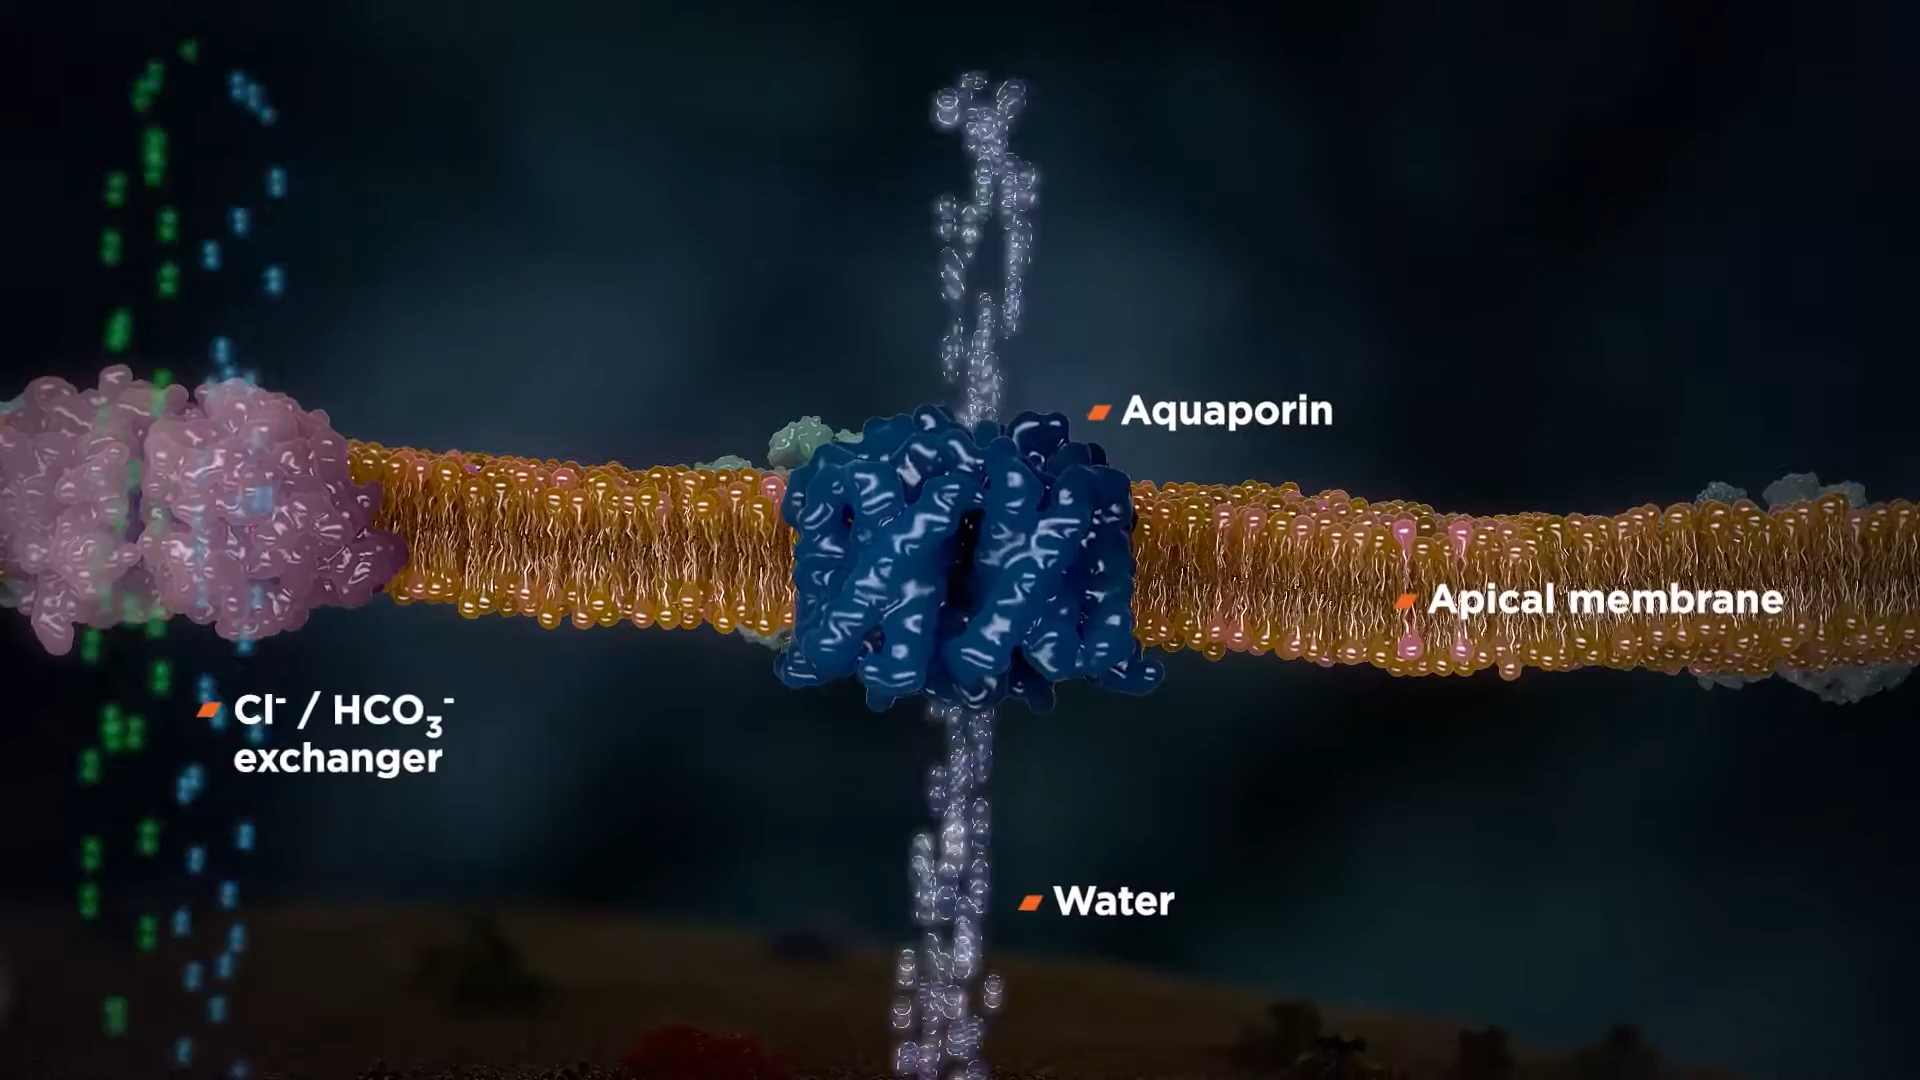 Aquaporin
Apical membrane
Cl⁻ / HCO₃⁻
exchanger
Water